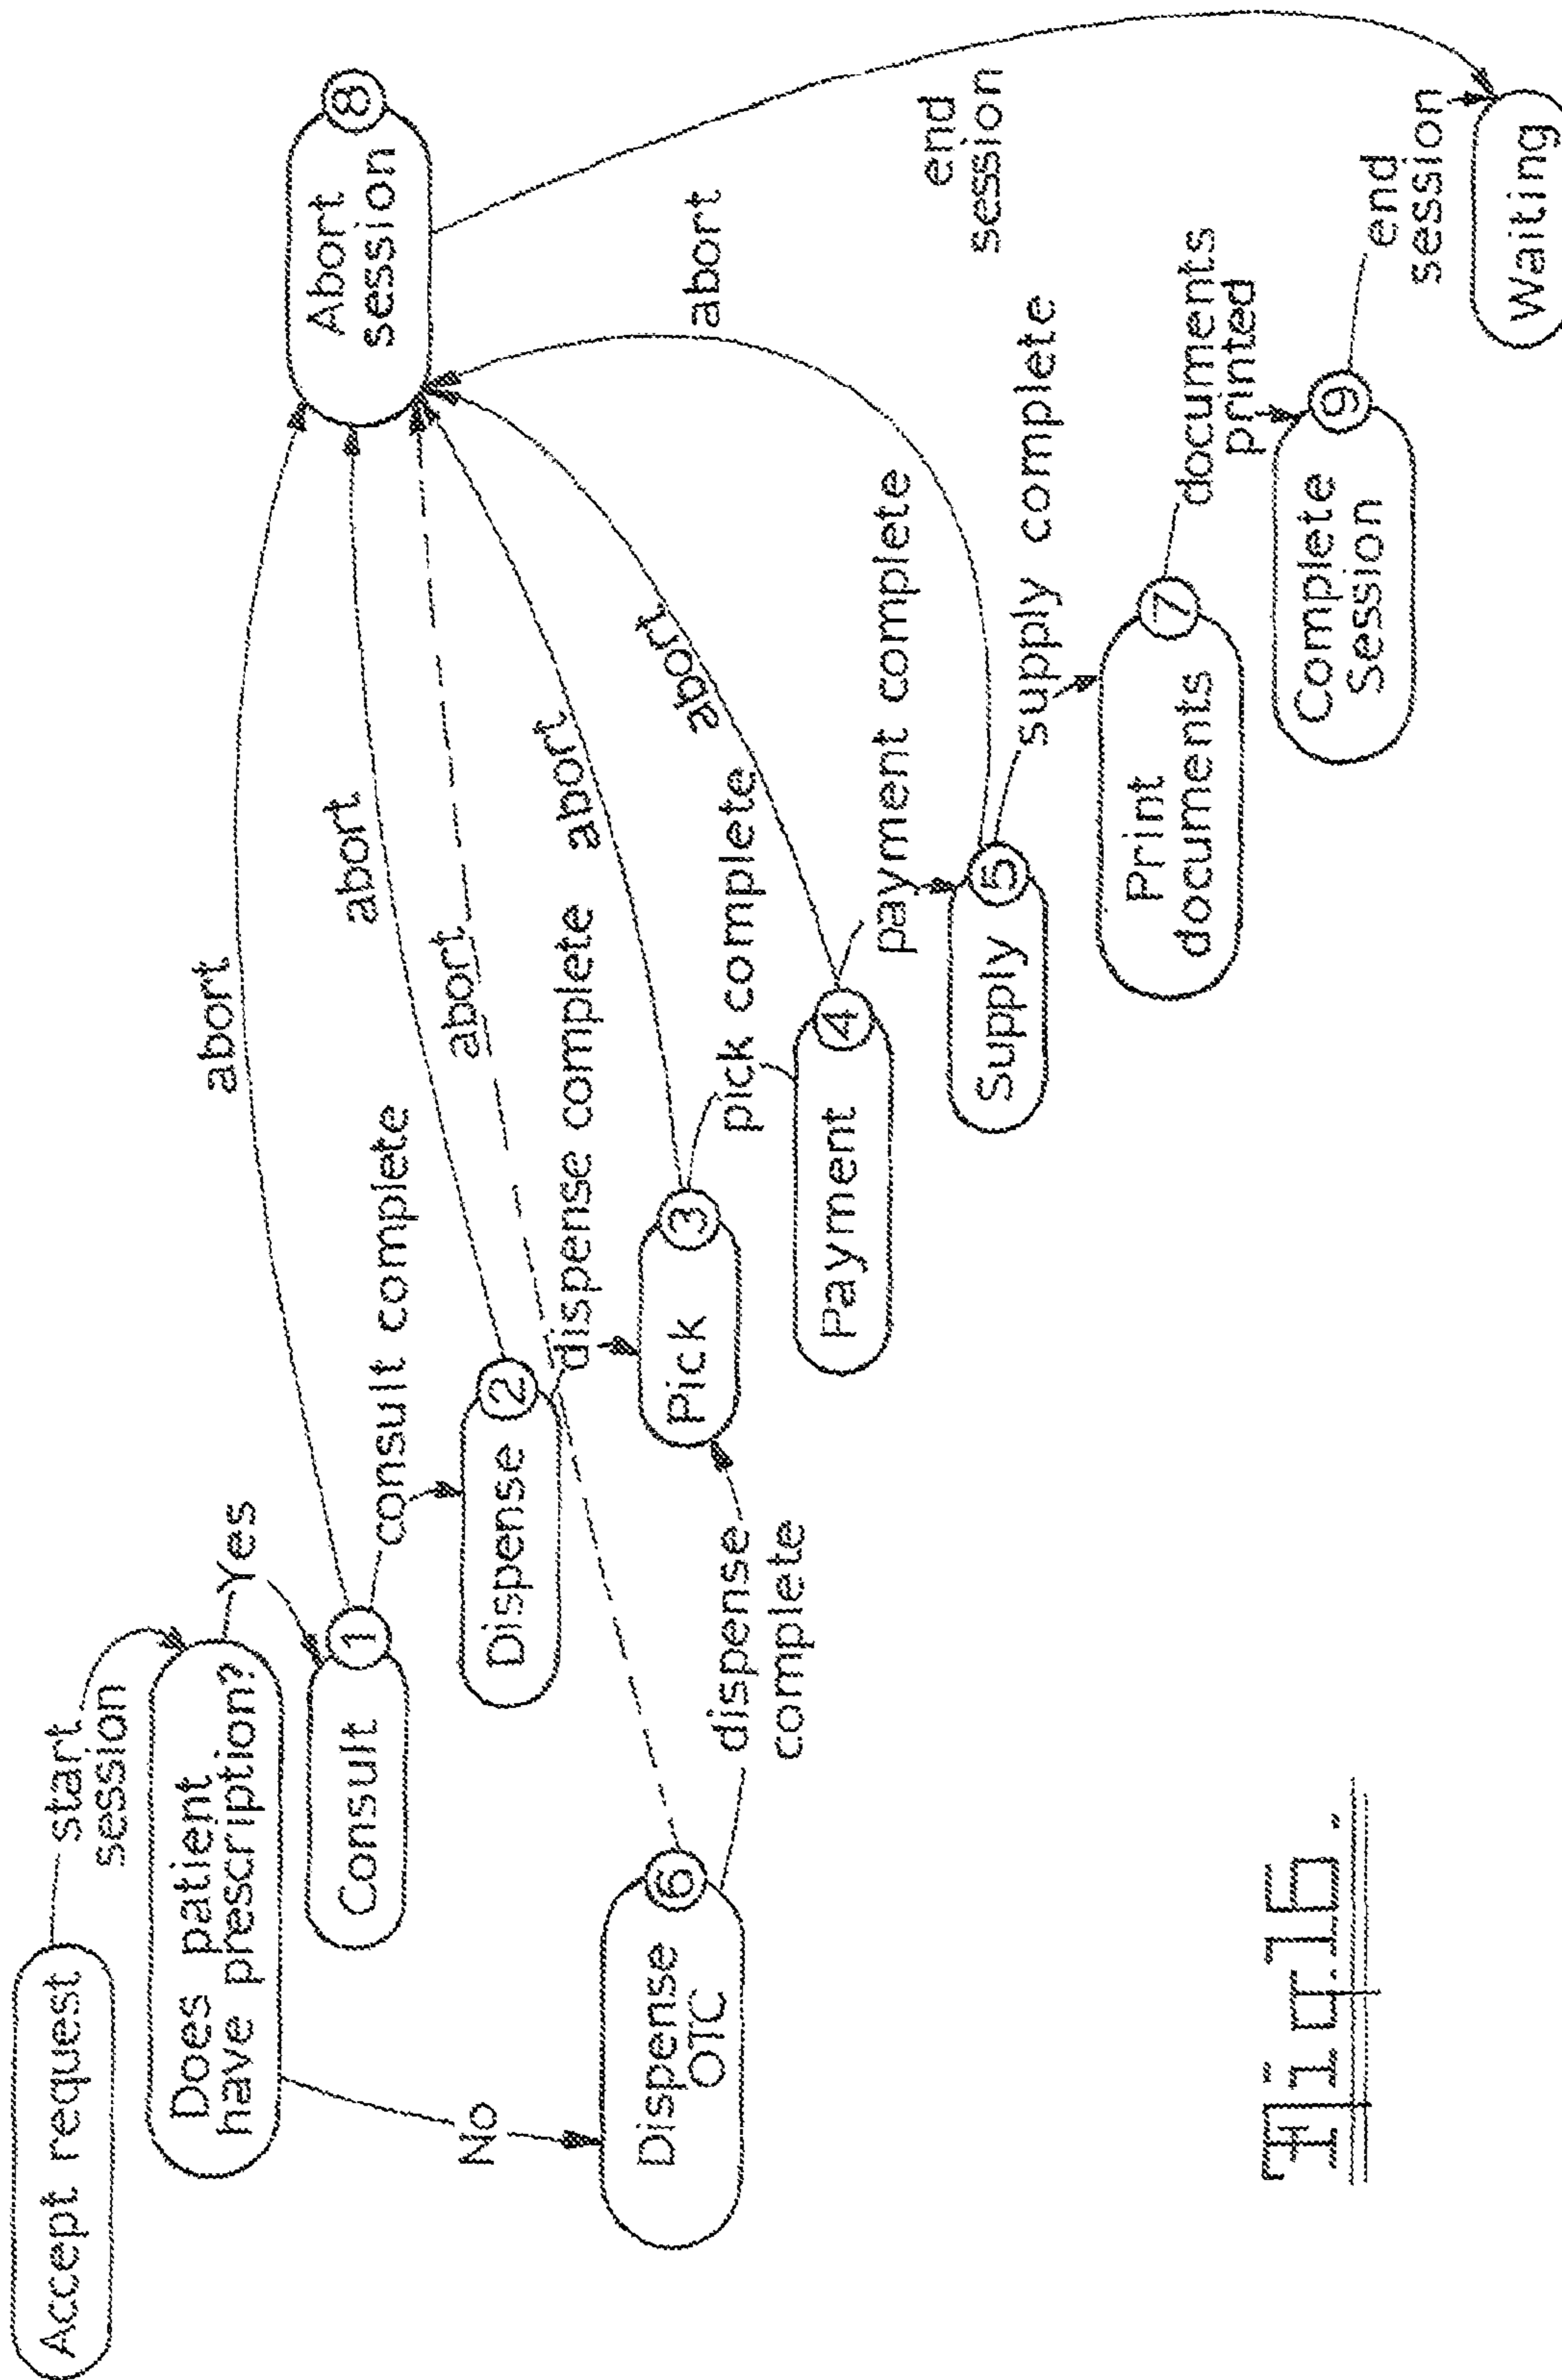 Accept request
start
session
Does patient
have prescription?
Yes
No
Consult
1
abort
consult complete
Dispense
2
abort
abort
dispense complete
Dispense
OTC
6
dispense
complete
Pick
3
abort
pick complete
Payment
4
abort
payment complete
Supply
5
abort
supply complete
Abort
session
8
end
session
Print
documents
7
documents
printed
Complete
Session
9
end
session
Waiting
Fig.16.